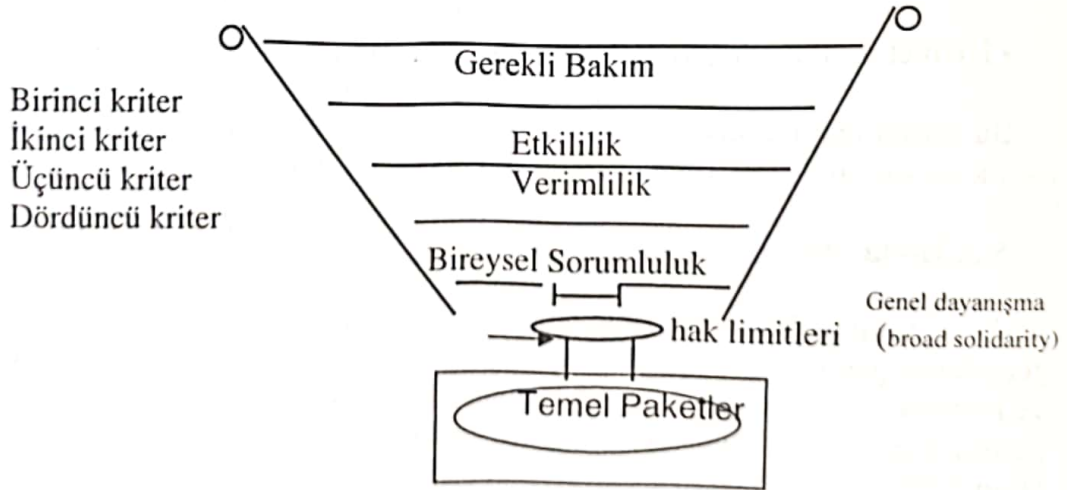 Gerekli Bakım
Birinci kriter
İkinci kriter
Etkililik
Üçüncü kriter
Verimlilik
Dördüncü kriter
Bireysel Sorumluluk
Genel dayanışma
hak limitleri (broad solidarity)
Temel Paketler